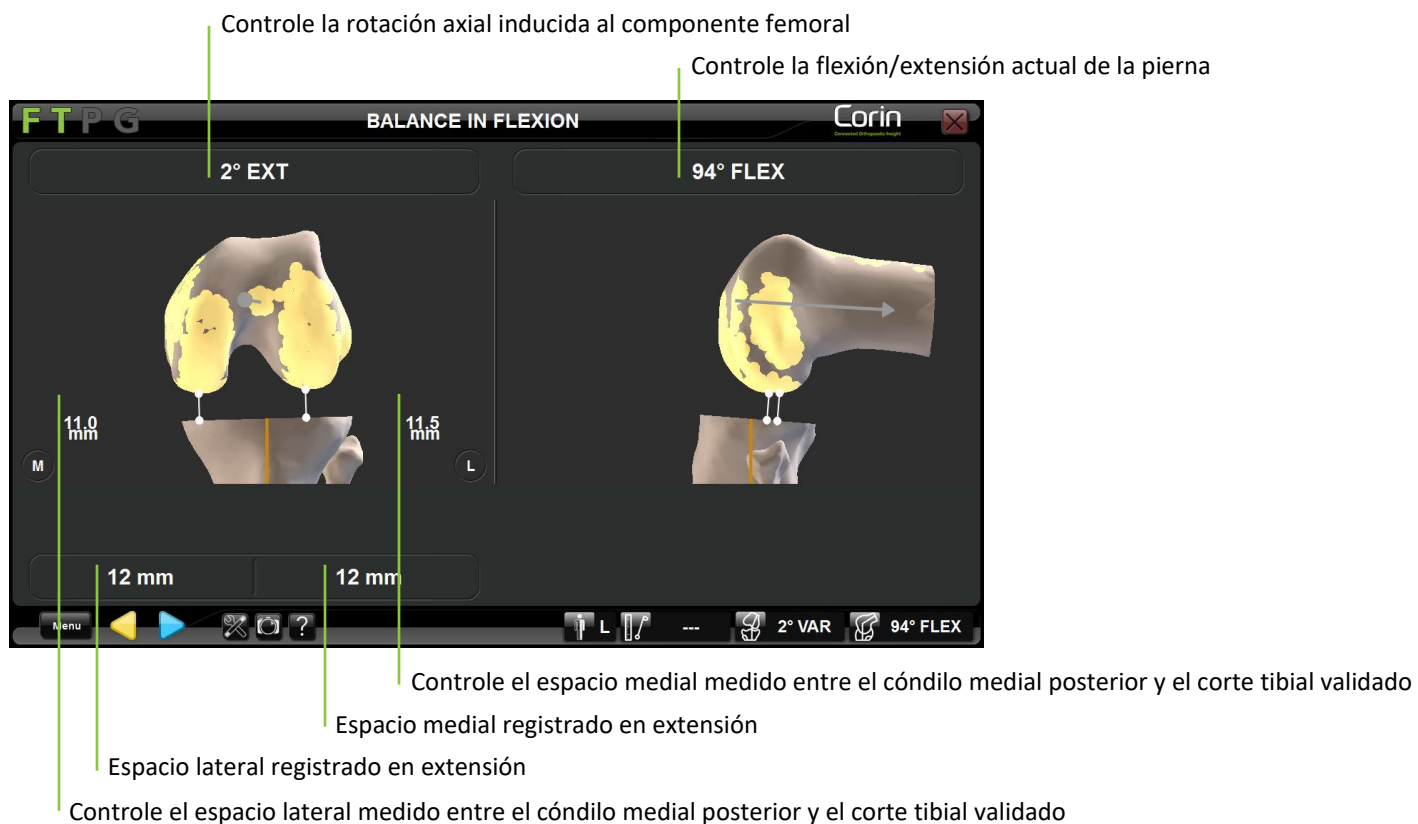 Controle la rotación axial inducida al componente femoral
Controle la flexión/extensión actual de la pierna
F T P G
BALANCE IN FLEXION
Corin
Connected Orthopaedic Insight
2° EXT
94° FLEX
11.0
mm
11.5
mm
M
L
12 mm
12 mm
Menu
?
L
---
2° VAR
94° FLEX
Controle el espacio medial medido entre el cóndilo medial posterior y el corte tibial validado
Espacio medial registrado en extensión
Espacio lateral registrado en extensión
Controle el espacio lateral medido entre el cóndilo medial posterior y el corte tibial validado